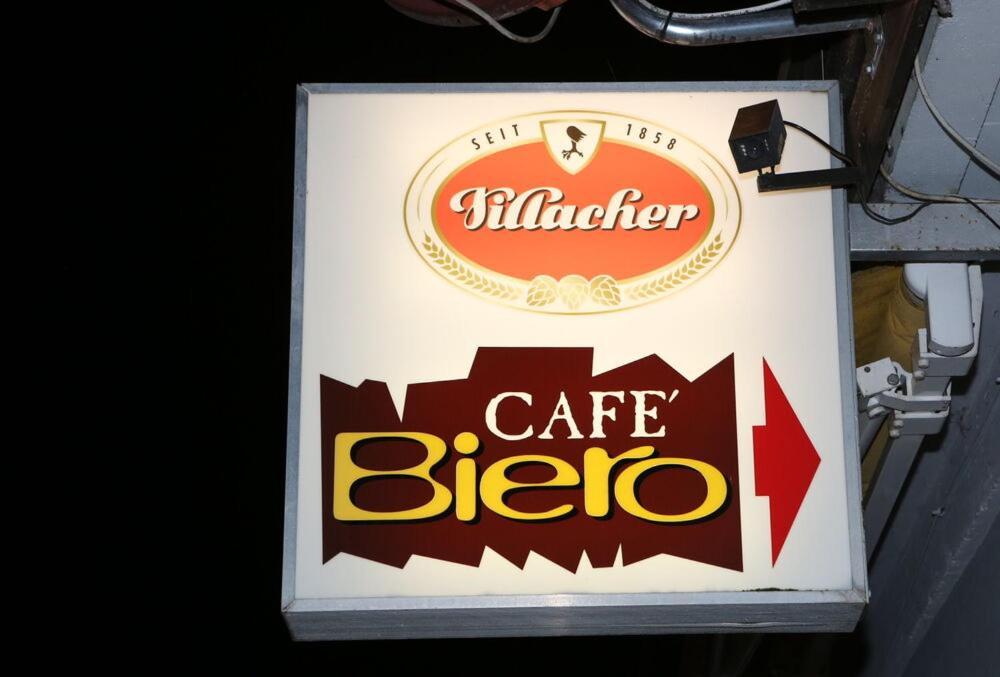 SEIT 1858
Villacher
CAFE´
Biero